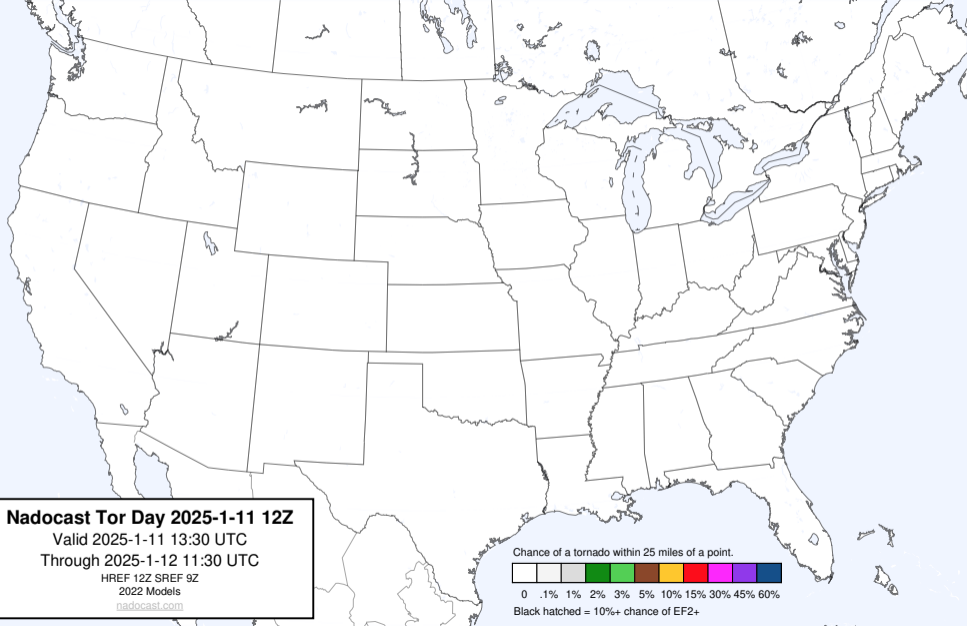 Nadocast Tor Day 2025-1-11 12Z
Valid 2025-1-11 13:30 UTC
Through 2025-1-12 11:30 UTC
HREF 12Z SREF 9Z
2022 Models
nadocast.com
Chance of a tornado within 25 miles of a point.
0 .1% 1% 2% 3% 5% 10% 15% 30% 45% 60%
Black hatched = 10%+ chance of EF2+